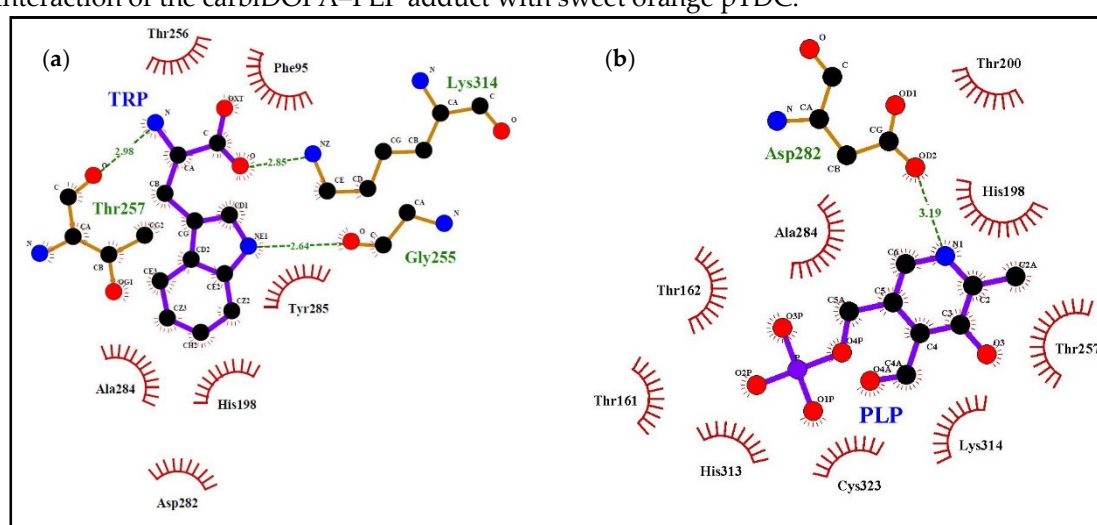 interaction of the carbiDOPA–PLP adduct with sweet orange pTDC.
(a)
Thr256
Phe95
TRP
Lys314
N
OXT
C
O
CA
CB
2.98
2.85
NZ
CG
CB
CA
C
O
N
CE
CD
O
C
Thr257
CA
N
CB
CG2
OG1
CG
CD1
CD2
NE1
CE2
CE3
CZ3
CZ2
CH2
2.64
O
C
CA
N
Gly255
Tyr285
Ala284
His198
Asp282
(b)
O
C
CA
N
CB
CG
OD1
OD2
Asp282
Thr200
His198
3.19
Ala284
Thr162
C6
N1
C2A
C5
C2
C5A
C3
O3P
O4P
C4
O3
C4A
O4A
P
O2P
O1P
PLP
Thr257
Thr161
Lys314
His313
Cys323